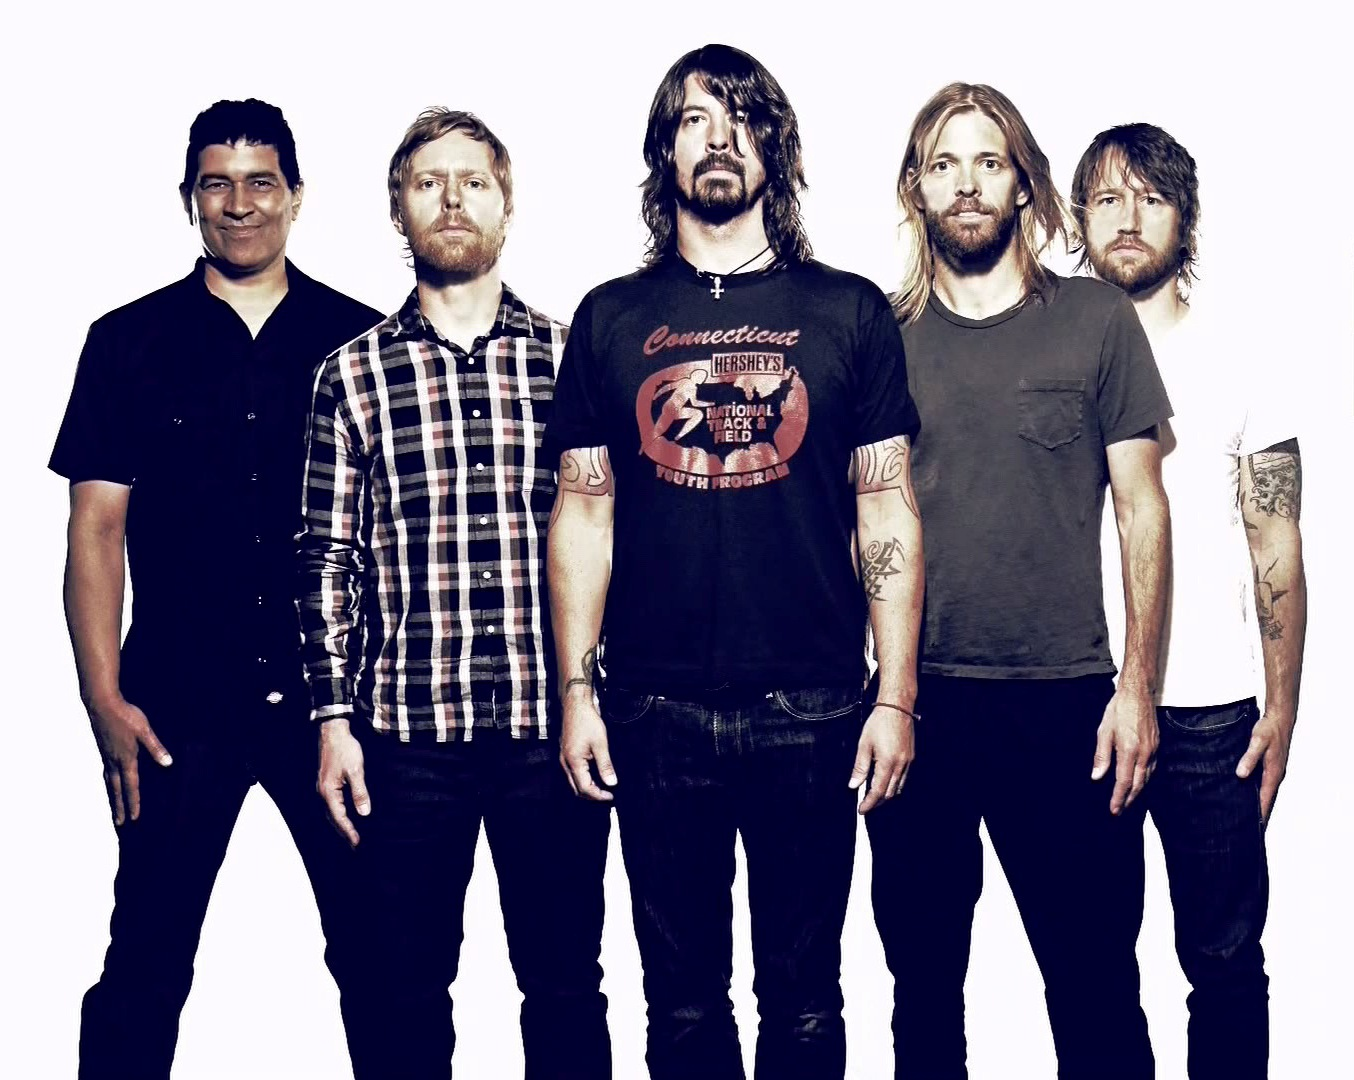 Connecticut
HERSHEY'S
NATIONAL
TRACK &
FIELD
YOUTH PROGRAM